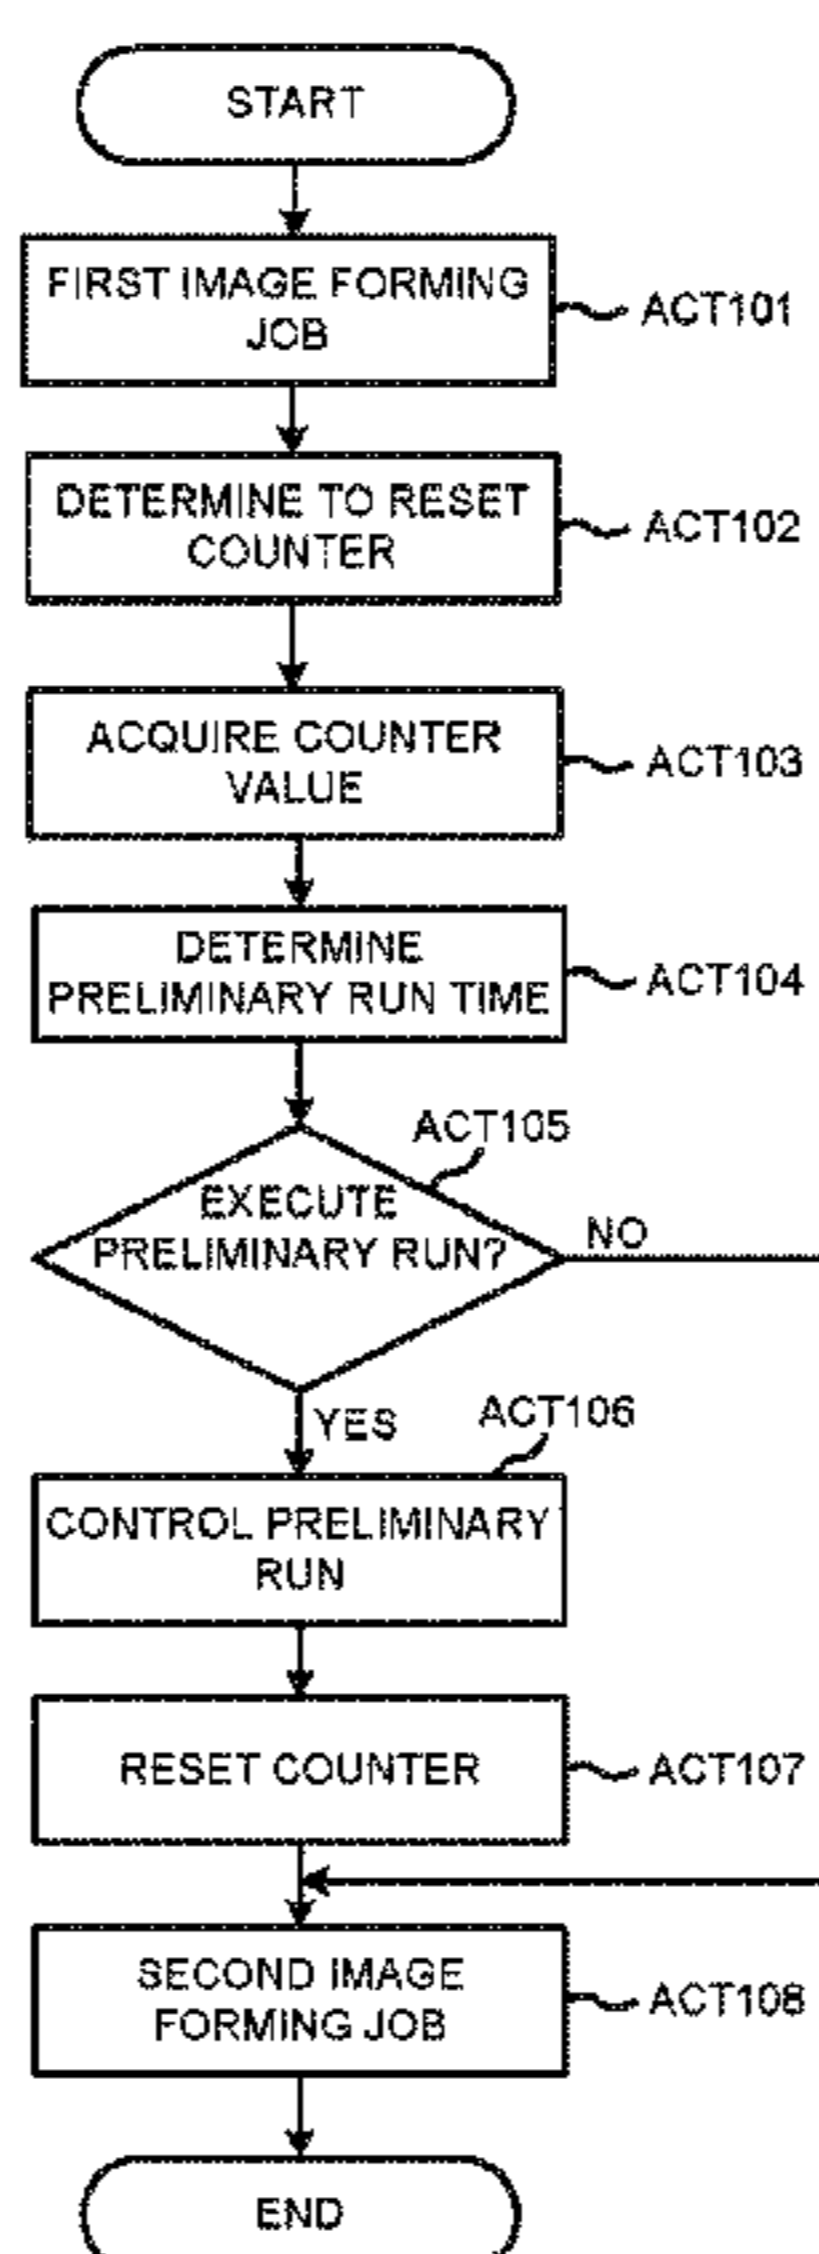 START
FIRST IMAGE FORMING
JOB
ACT101
DETERMINE TO RESET
COUNTER
ACT102
ACQUIRE COUNTER
VALUE
ACT103
DETERMINE
PRELIMINARY RUN TIME
ACT104
ACT105
EXECUTE
PRELIMINARY RUN?
NO
YES
ACT106
CONTROL PRELIMINARY
RUN
RESET COUNTER
ACT107
SECOND IMAGE
FORMING JOB
ACT108
END